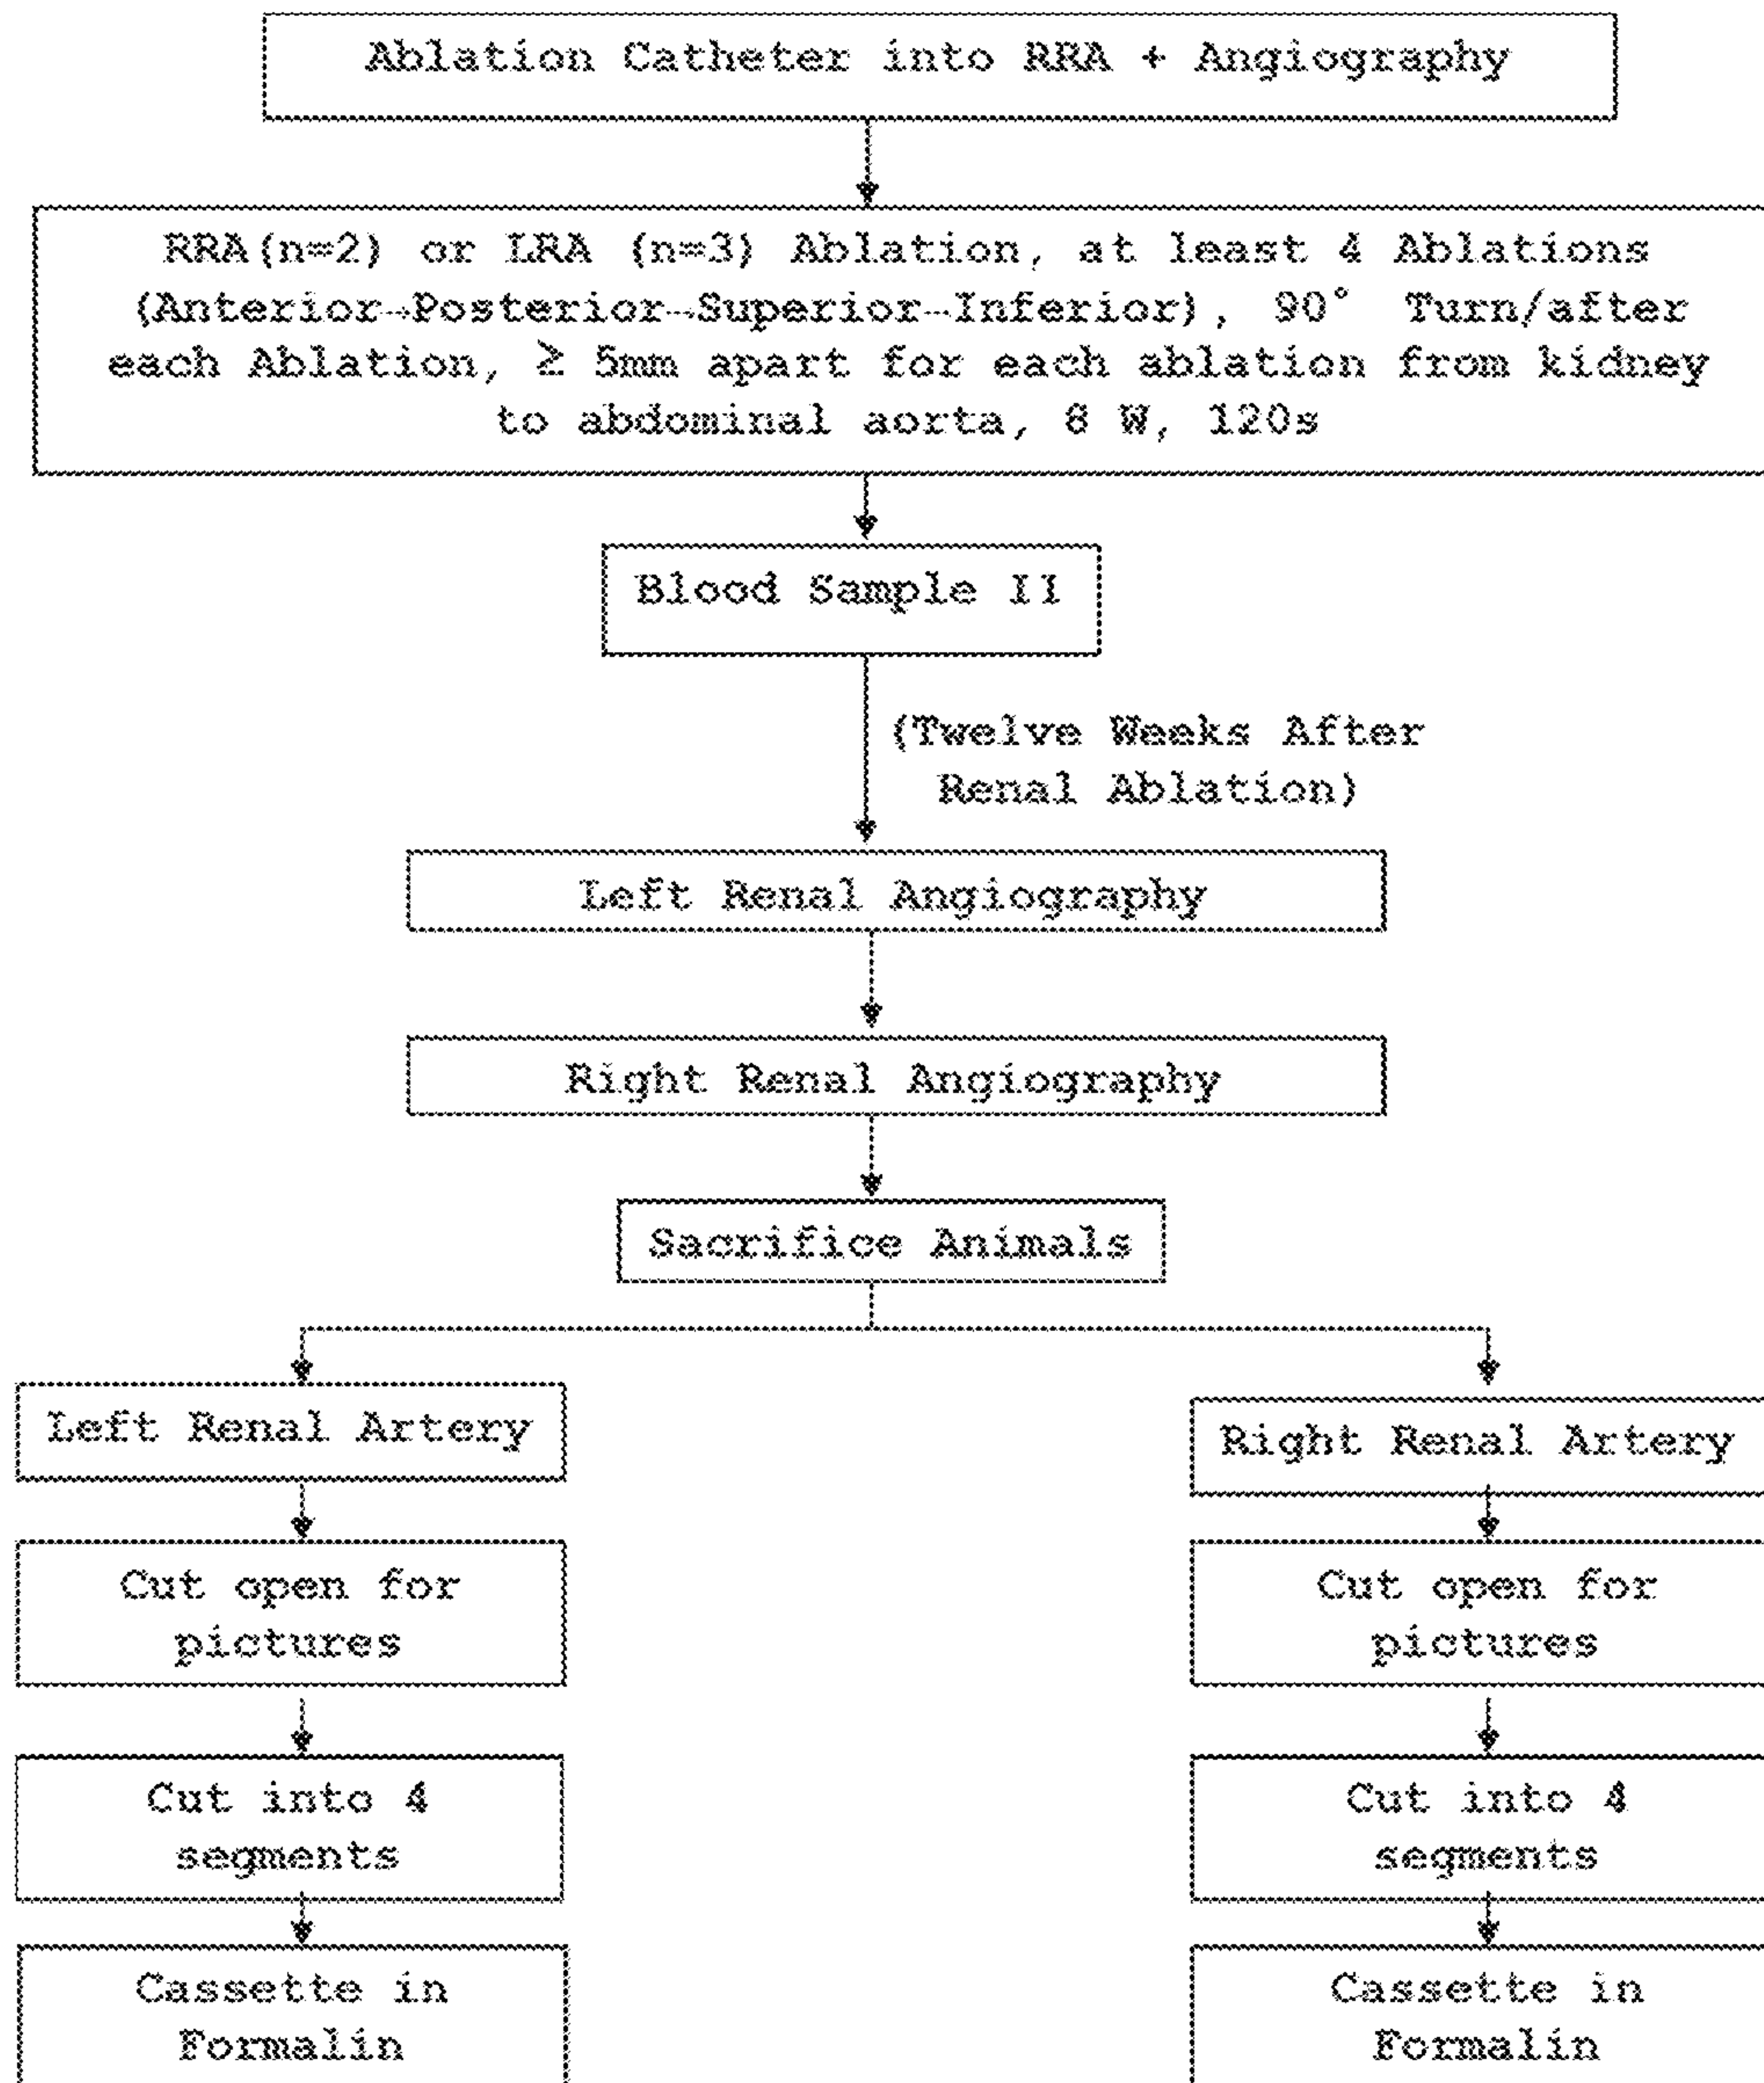 Ablation Catheter into RRA + Angiography
RRA(n=2) or LRA (n=3) Ablation, at least 4 Ablations
(Anterior→Posterior→Superior→Inferior), 90° Turn/after
each Ablation, ≥ 5mm apart for each ablation from kidney
to abdominal aorta, 8 W, 120s
Blood Sample II
(Twelve Weeks After
Renal Ablation)
Left Renal Angiography
Right Renal Angiography
Sacrifice Animals
Left Renal Artery
Right Renal Artery
Cut open for
pictures
Cut open for
pictures
Cut into 4
segments
Cut into 4
segments
Cassette in
Formalin
Cassette in
Formalin